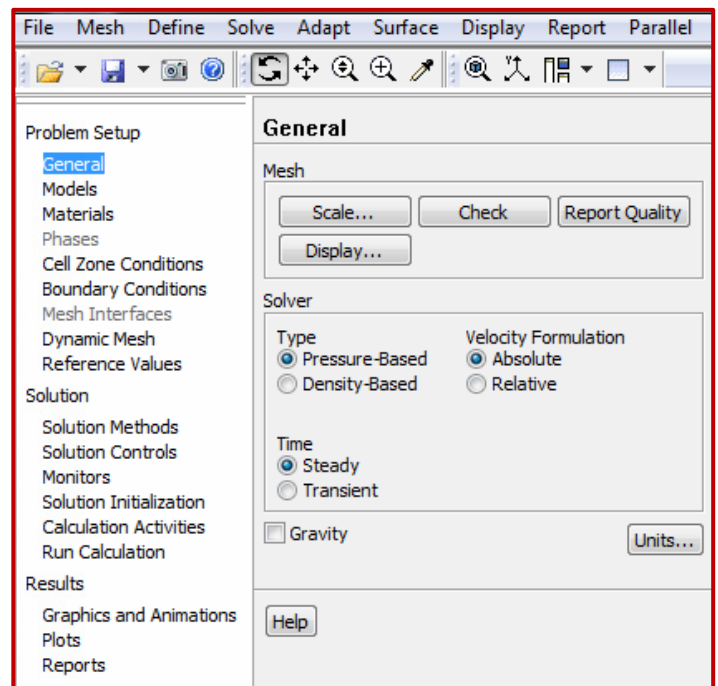 File Mesh Define Solve Adapt Surface Display Report Parallel
Problem Setup
General
Models
Materials
Phases
Cell Zone Conditions
Boundary Conditions
Mesh Interfaces
Dynamic Mesh
Reference Values
Solution
Solution Methods
Solution Controls
Monitors
Solution Initialization
Calculation Activities
Run Calculation
Results
Graphics and Animations
Plots
Reports
General
Mesh
Scale... Check Report Quality
Display...
Solver
Type Velocity Formulation
Pressure-Based Absolute
Density-Based Relative
Time
Steady
Transient
Gravity Units...
Help